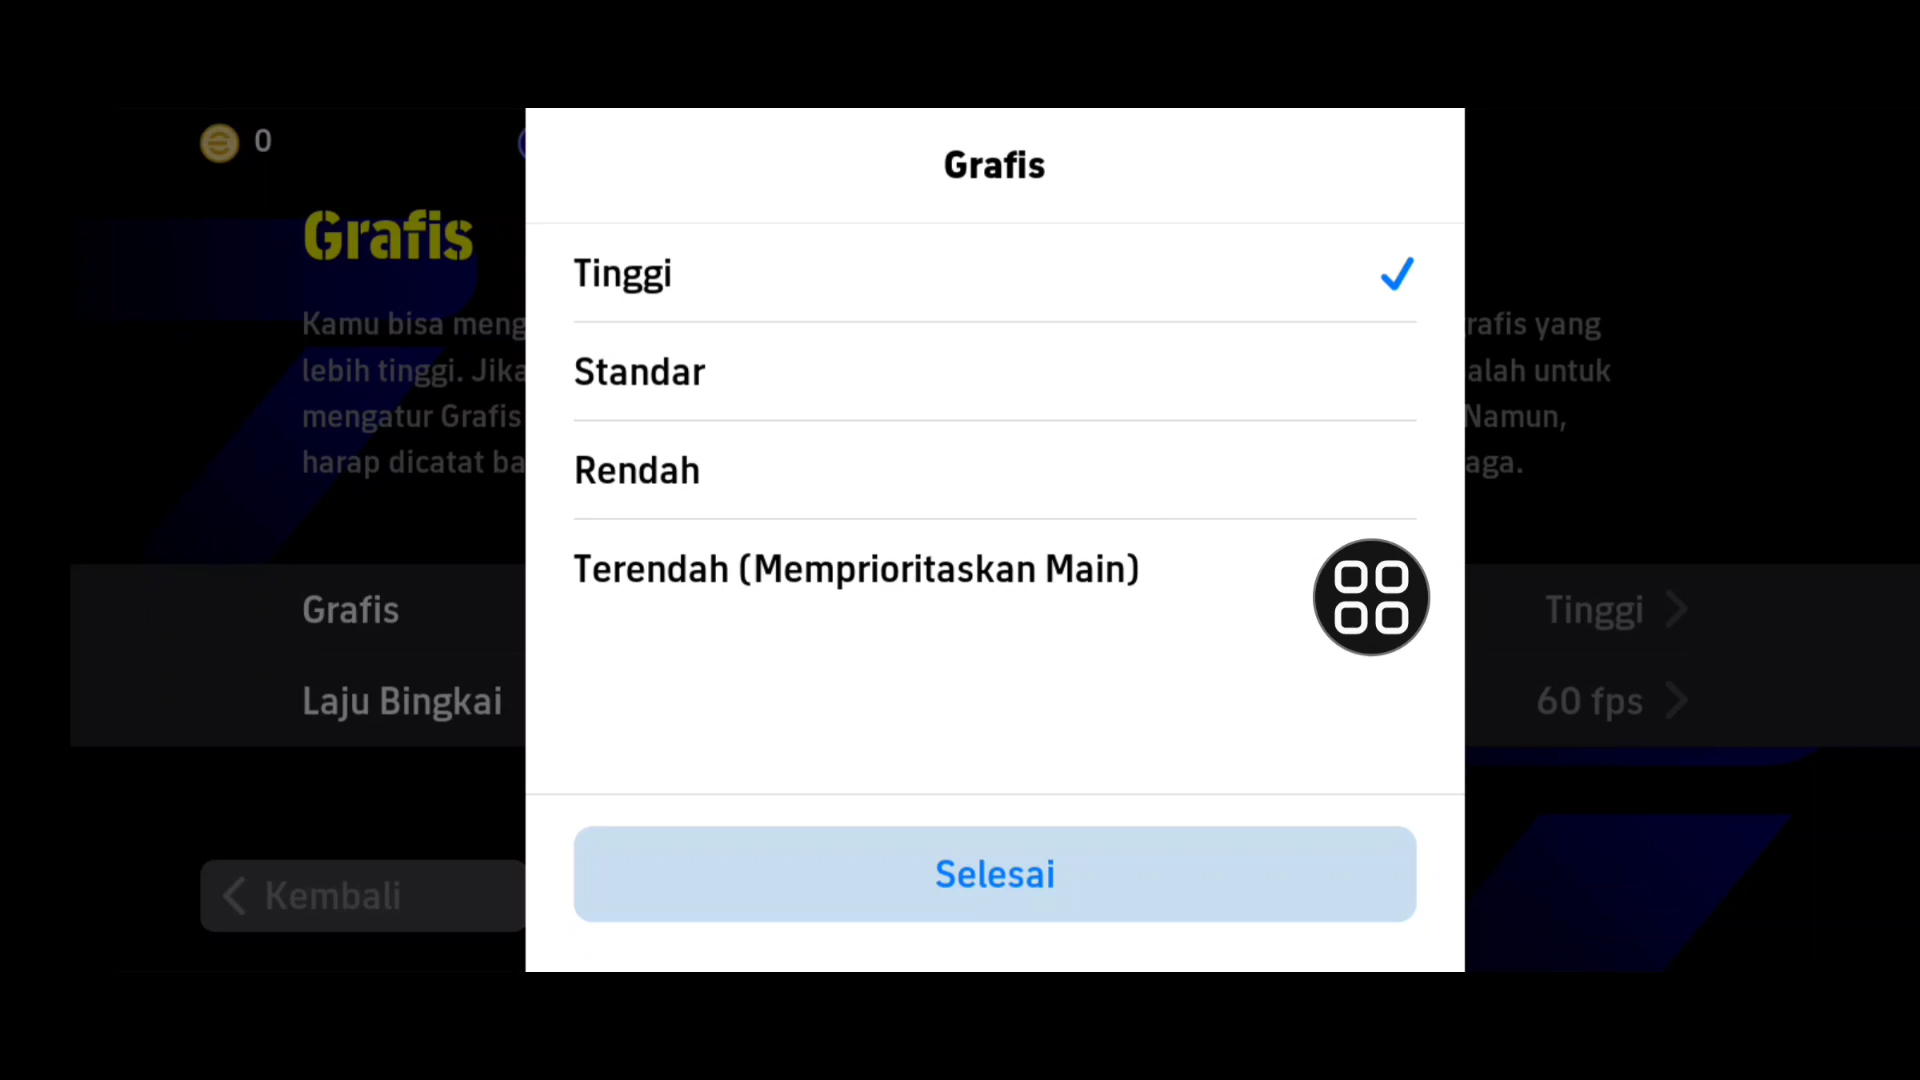 0
Grafis
Kamu bisa meng
rafis yang
lebih tinggi. Jika
alah untuk
mengatur Grafis
Namun,
harap dicatat ba
aga.
Grafis
Tinggi
Laju Bingkai
60 fps
Kembali
Grafis
Tinggi
Standar
Rendah
Terendah (Memprioritaskan Main)
Selesai